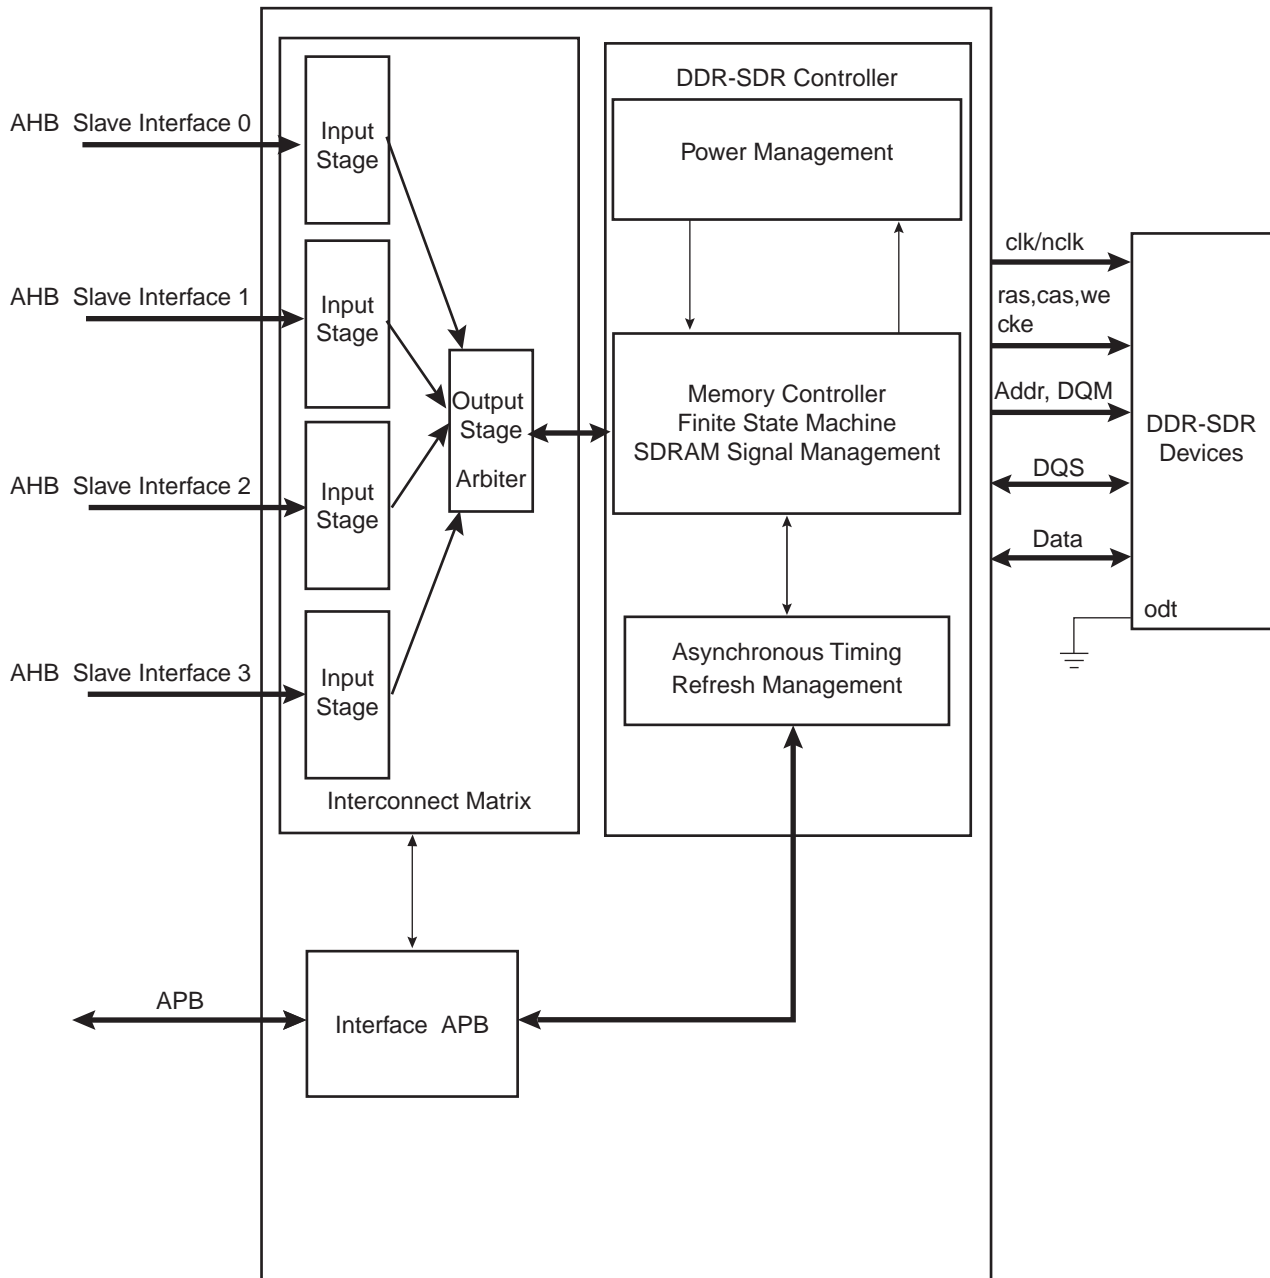 AHB Slave Interface 0
AHB Slave Interface 1
AHB Slave Interface 2
AHB Slave Interface 3
Input
Stage
Input
Stage
Input
Stage
Input
Stage
Output
Stage
Arbiter
Interconnect Matrix
DDR-SDR Controller
Power Management
Memory Controller
Finite State Machine
SDRAM Signal Management
Asynchronous Timing
Refresh Management
clk/nclk
ras,cas,we
cke
Addr, DQM
DQS
Data
DDR-SDR
Devices
odt
APB
Interface APB